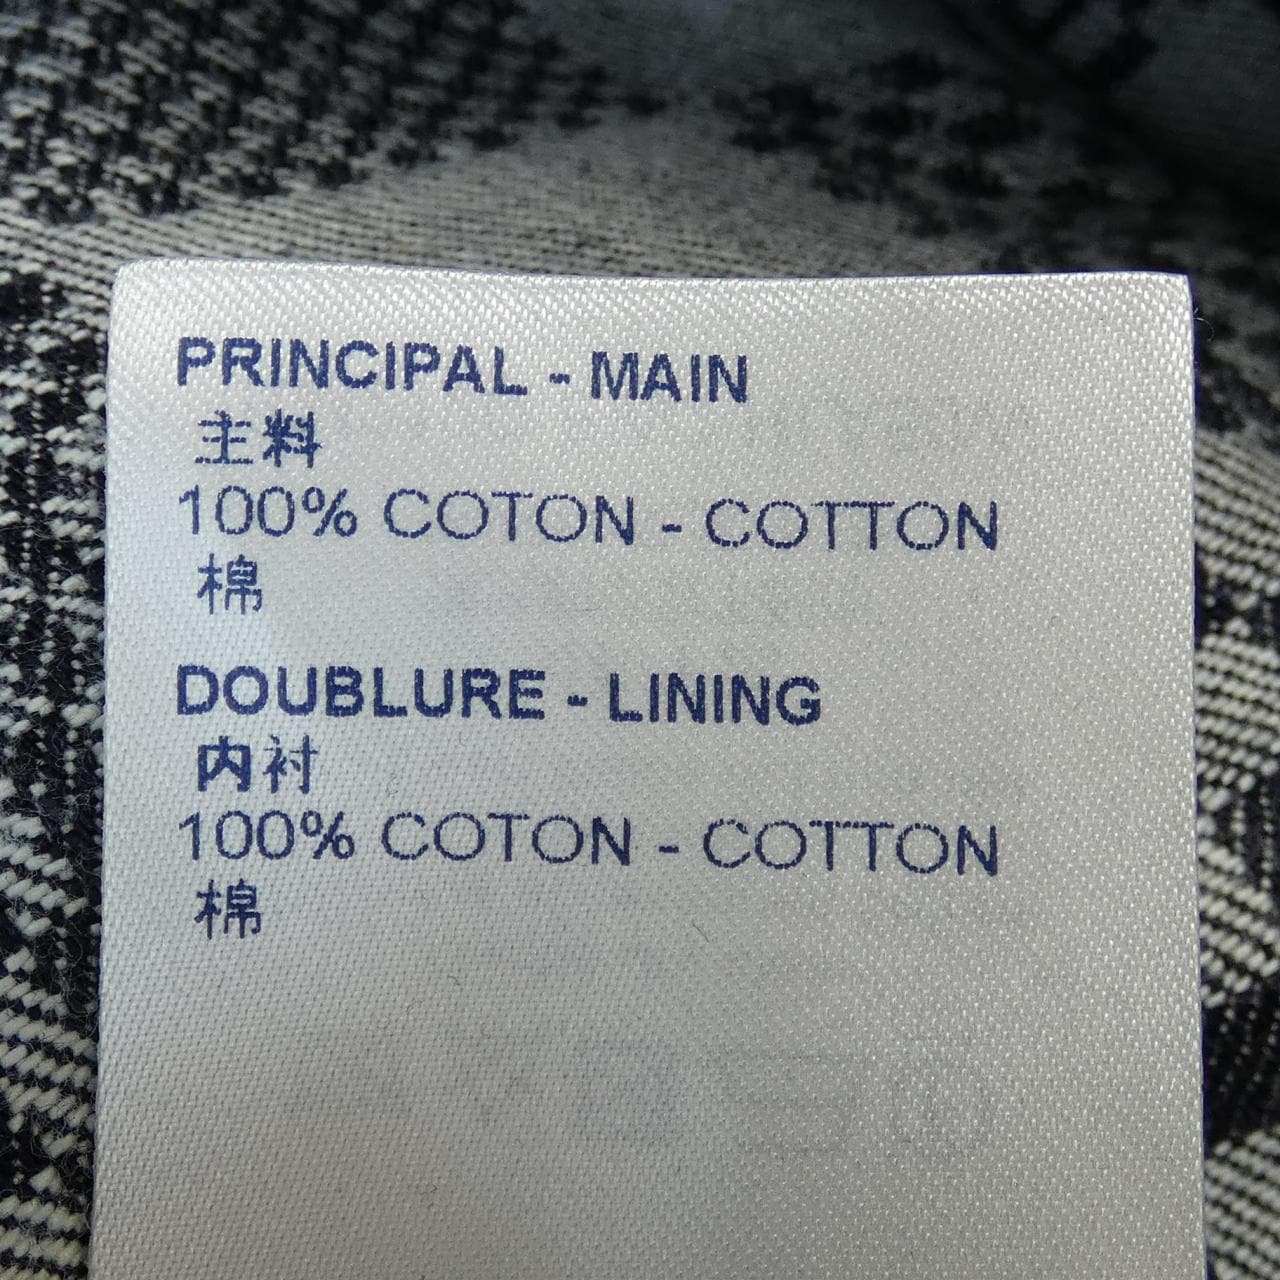 PRINCIPAL - MAIN
主料
100% COTON - COTTON
棉
DOUBLURE - LINING
内衬
100% COTON - COTTON
棉